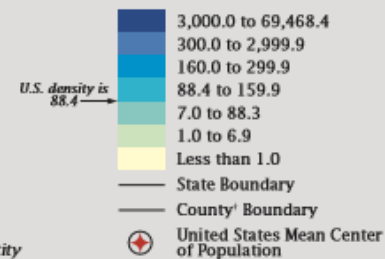 3,000.0 to 69,468.4
300.0 to 2,999.9
160.0 to 299.9
U.S. density is
88.4
88.4 to 159.9
7.0 to 88.3
1.0 to 6.9
Less than 1.0
State Boundary
County¹ Boundary
United States Mean Center
of Population